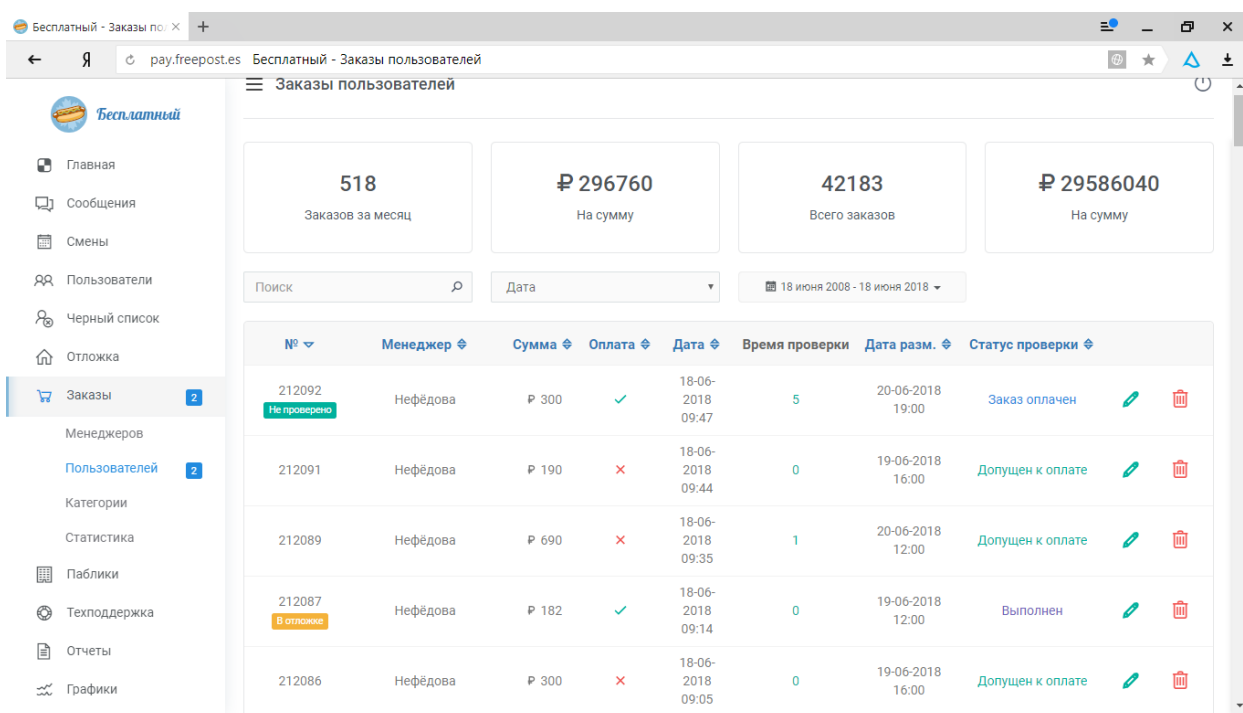 Бесплатный - Заказы пол
pay.freepost.es Бесплатный - Заказы пользователей
Бесплатный
Главная
Сообщения
Смены
Пользователи
Черный список
Отложка
Заказы 2
Менеджеров
Пользователей 2
Категории
Статистика
Паблики
Техподдержка
Отчеты
Графики
Заказы пользователей
518
Заказов за месяц
₽ 296760
На сумму
42183
Всего заказов
₽ 29586040
На сумму
Поиск
Дата
18 июня 2008 - 18 июня 2018
№ Менеджер Сумма Оплата Дата Время проверки Дата разм. Статус проверки
212092
Не проверено
Нефёдова
₽ 300
18-06-
2018
09:47
5
20-06-2018
19:00
Заказ оплачен
212091
Нефёдова
₽ 190
18-06-
2018
09:44
0
19-06-2018
16:00
Допущен к оплате
212089
Нефёдова
₽ 690
18-06-
2018
09:35
1
20-06-2018
12:00
Допущен к оплате
212087
В отложке
Нефёдова
₽ 182
18-06-
2018
09:14
0
19-06-2018
12:00
Выполнен
212086
Нефёдова
₽ 300
18-06-
2018
09:05
0
19-06-2018
16:00
Допущен к оплате